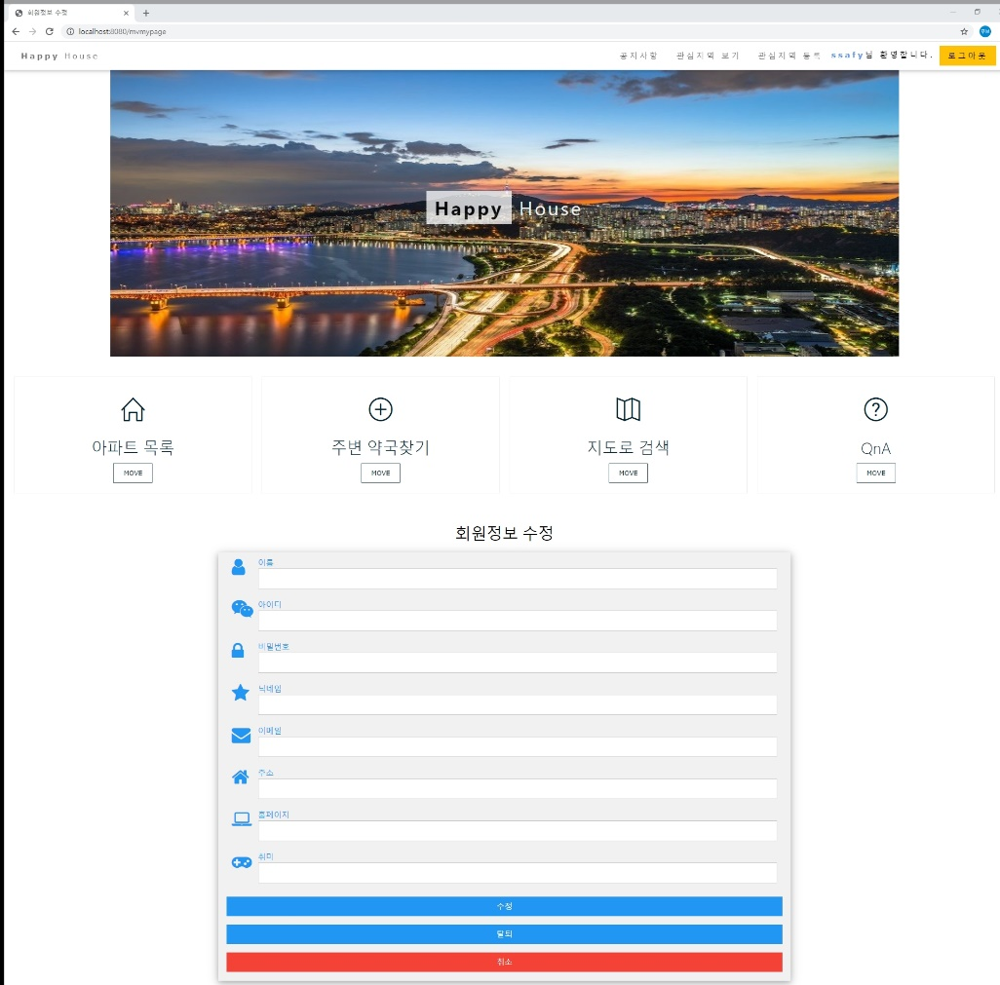 회원정보 수정
localhost:8080/mvmypage
Happy House
공지사항 관심지역 보기 관심지역 등록 ssafy님 환영합니다. 로그아웃
Happy House
아파트 목록 주변 약국찾기 지도로 검색 QnA
MOVE MOVE MOVE MOVE
회원정보 수정
이름
아이디
비밀번호
닉네임
이메일
주소
홈페이지
취미
수정
탈퇴
취소